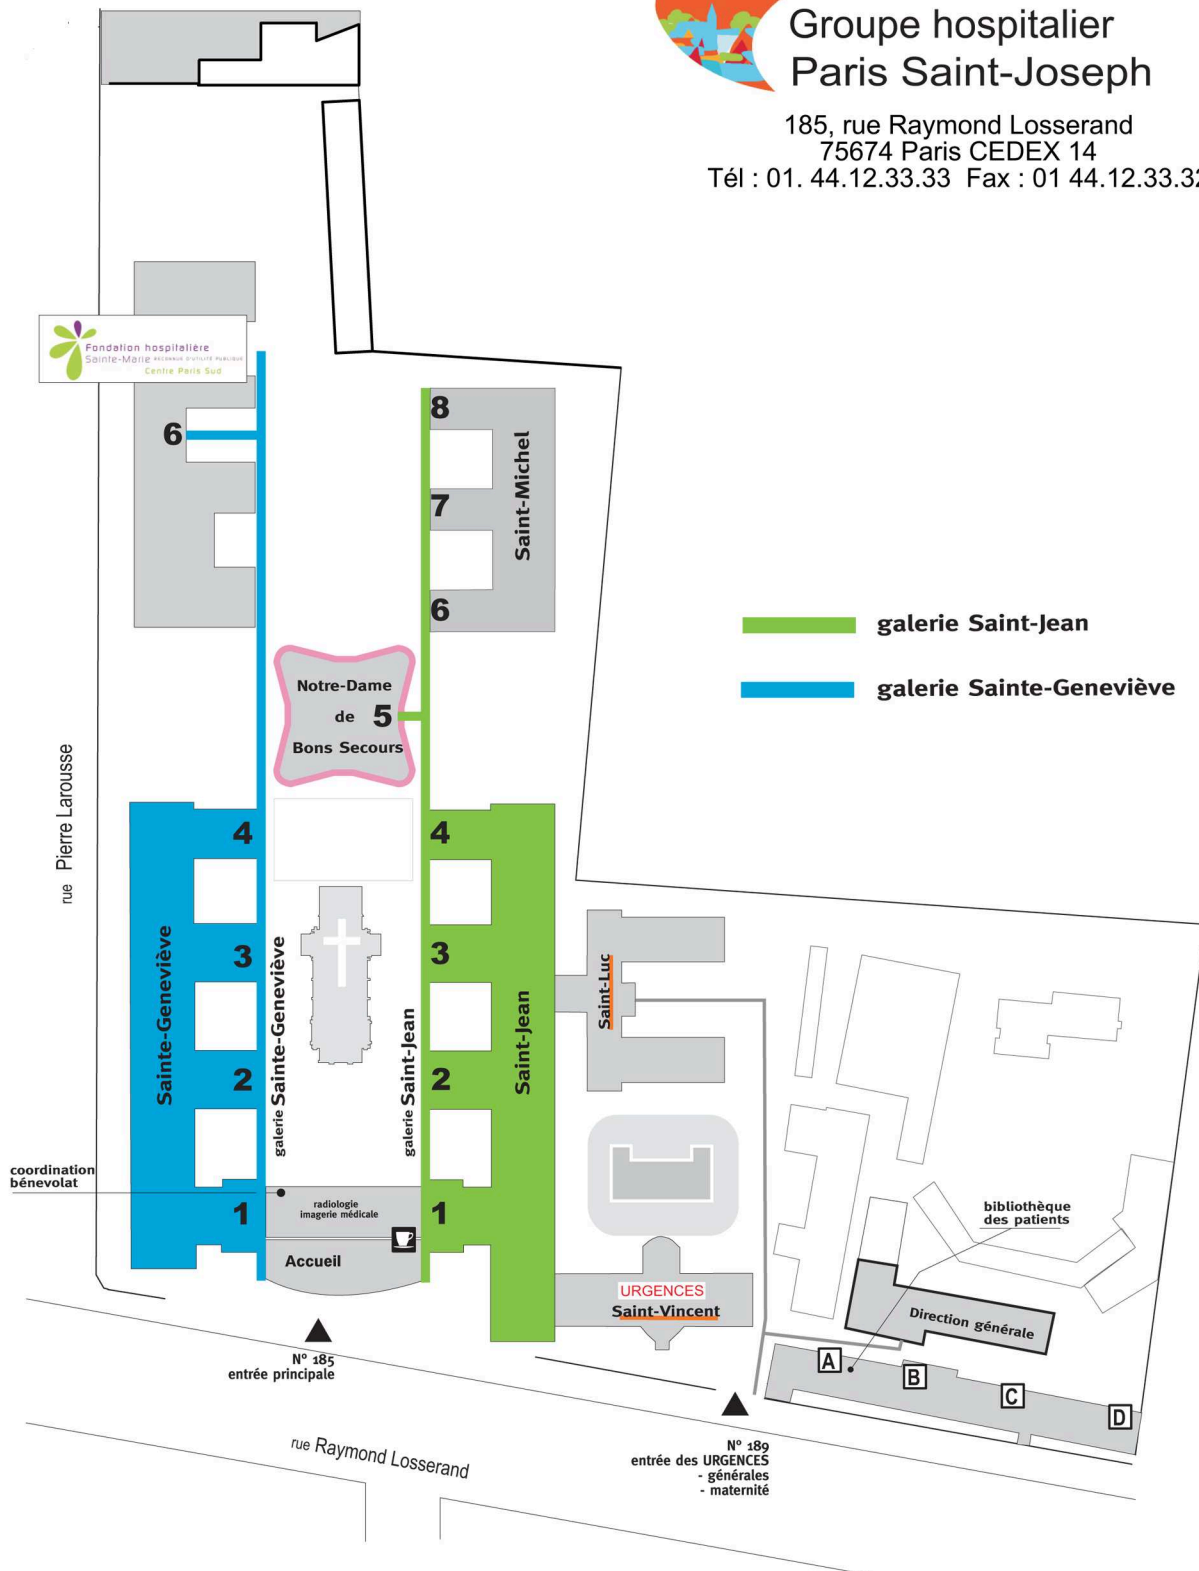 Groupe hospitalier
Paris Saint-Joseph
185, rue Raymond Losserand
75674 Paris CEDEX 14
Tél : 01. 44.12.33.33 Fax : 01 44.12.33.32
Fondation hospitalière
Sainte-Marie RECONNUE D'UTILITÉ PUBLIQUE
Centre Paris Sud
6
8
7
6
Saint-Michel
galerie Saint-Jean
galerie Sainte-Geneviève
Notre-Dame
de 5
Bons Secours
rue Pierre Larousse
4
3
2
1
Sainte-Geneviève
galerie Sainte-Geneviève
galerie Saint-Jean
4
3
2
1
Saint-Jean
Saint-Luc
coordination
bénevolat
radiologie
imagerie médicale
Accueil
URGENCES
Saint-Vincent
bibliothèque
des patients
Direction générale
A
B
C
D
N° 185
entrée principale
N° 189
entrée des URGENCES
- générales
- maternité
rue Raymond Losserand